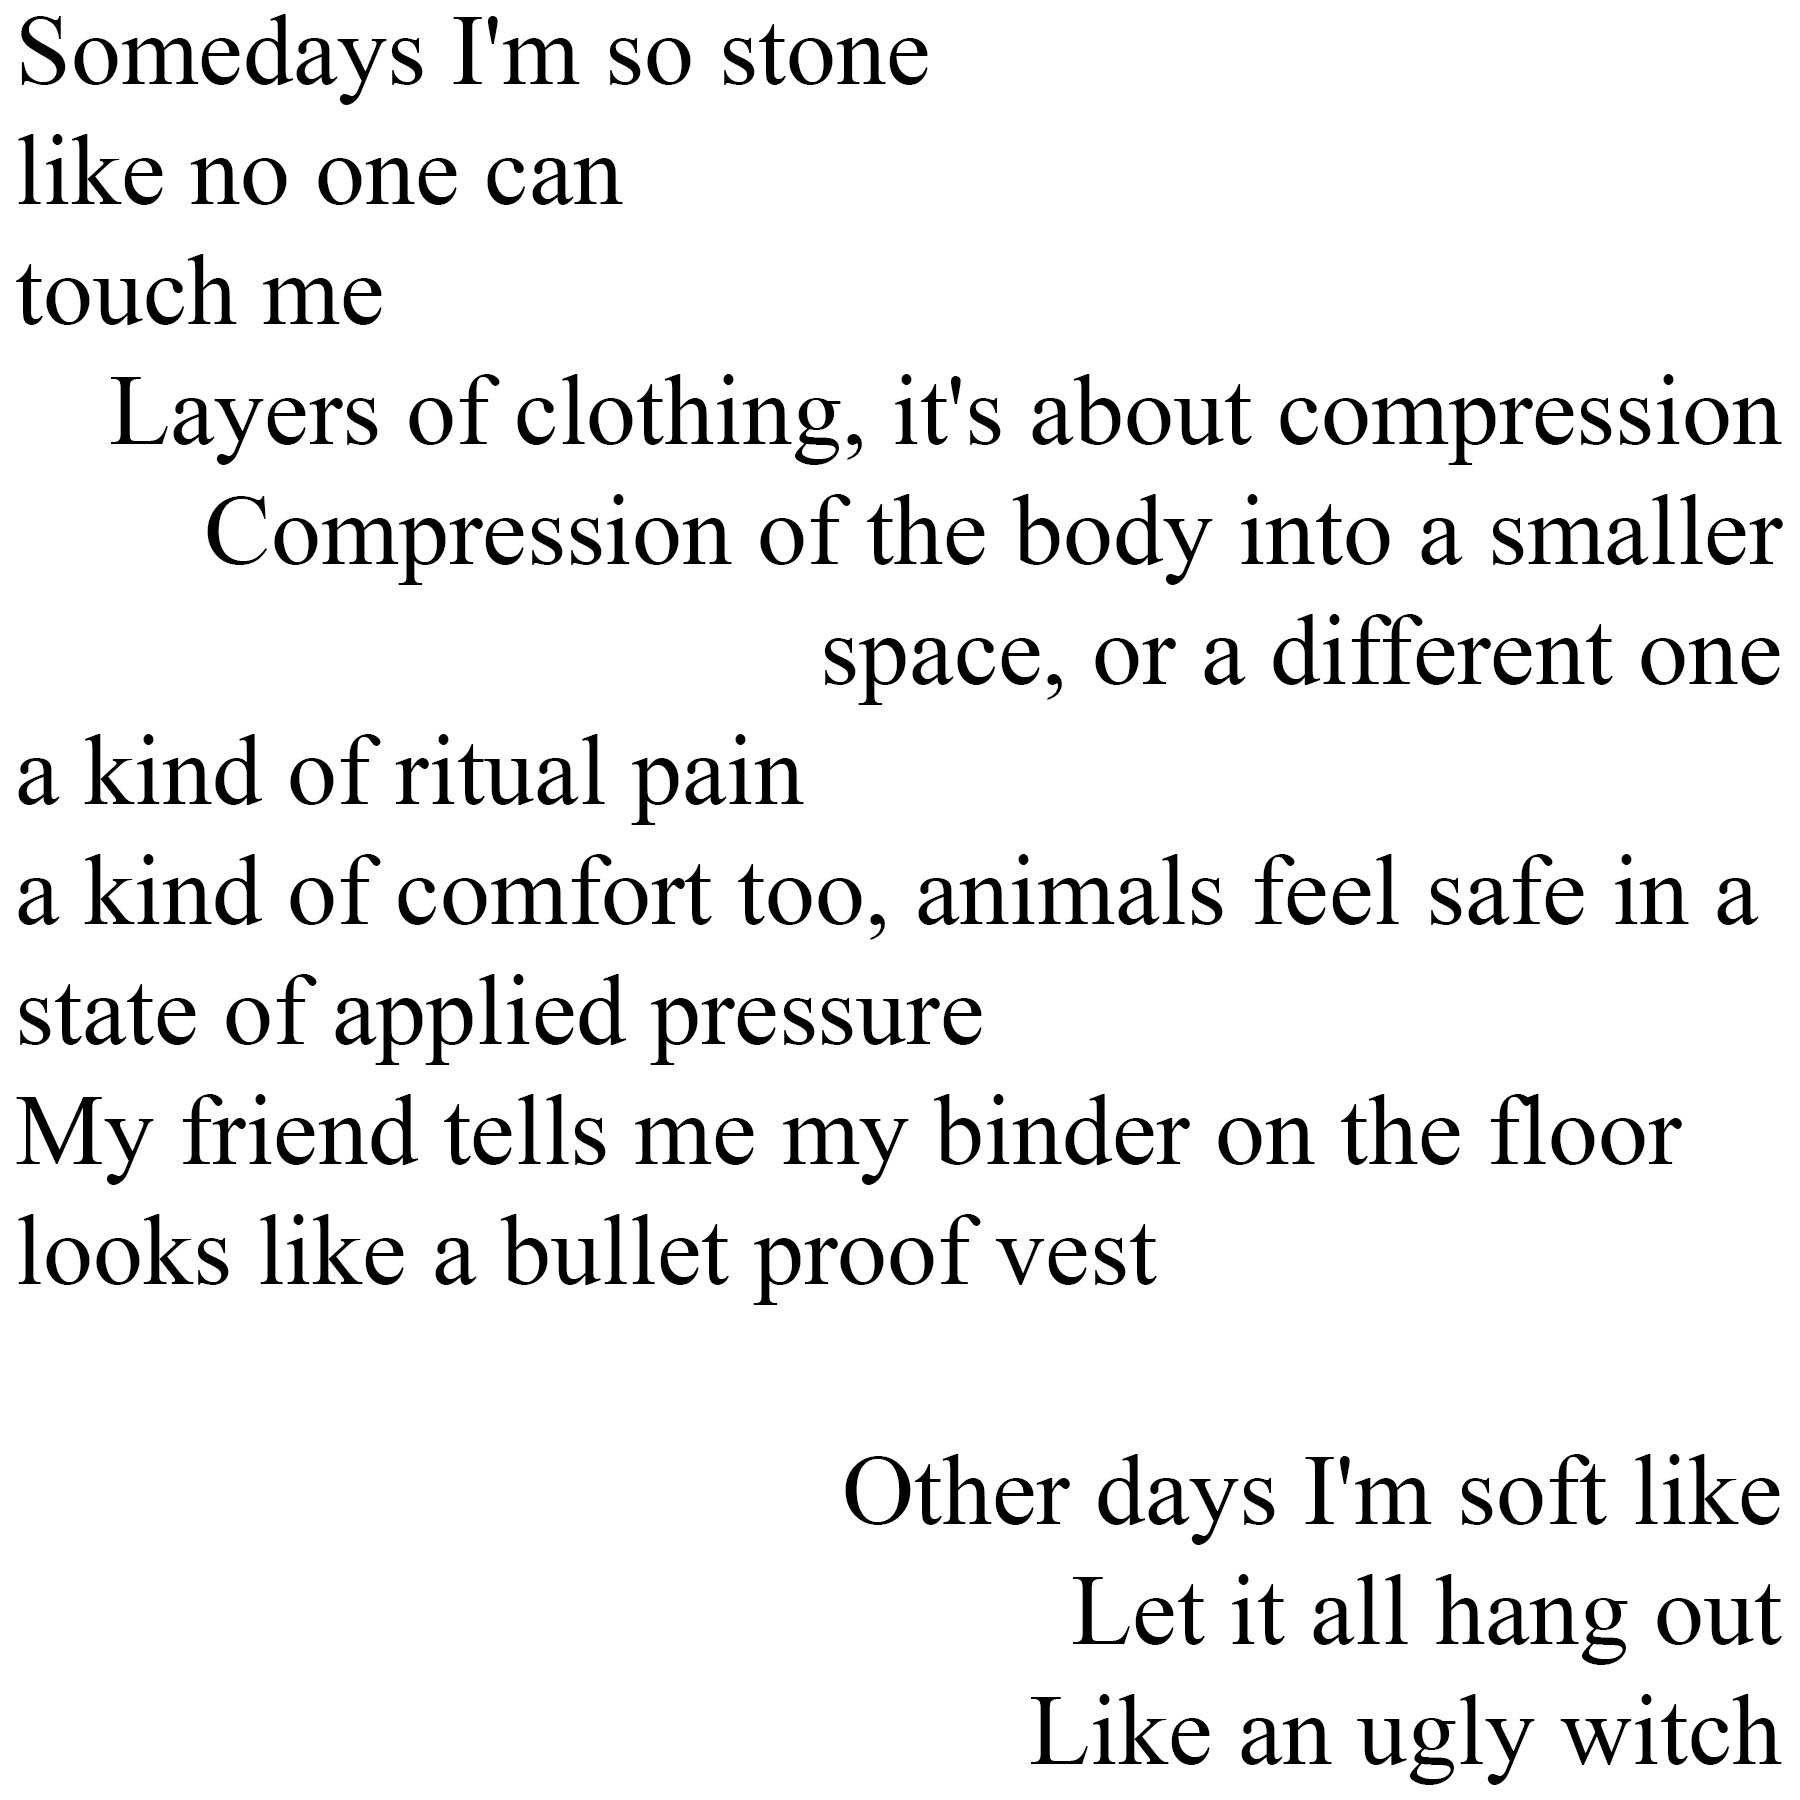 Somedays I'm so stone
like no one can
touch me
Layers of clothing, it's about compression
Compression of the body into a smaller
space, or a different one
a kind of ritual pain
a kind of comfort too, animals feel safe in a
state of applied pressure
My friend tells me my binder on the floor
looks like a bullet proof vest
Other days I'm soft like
Let it all hang out
Like an ugly witch